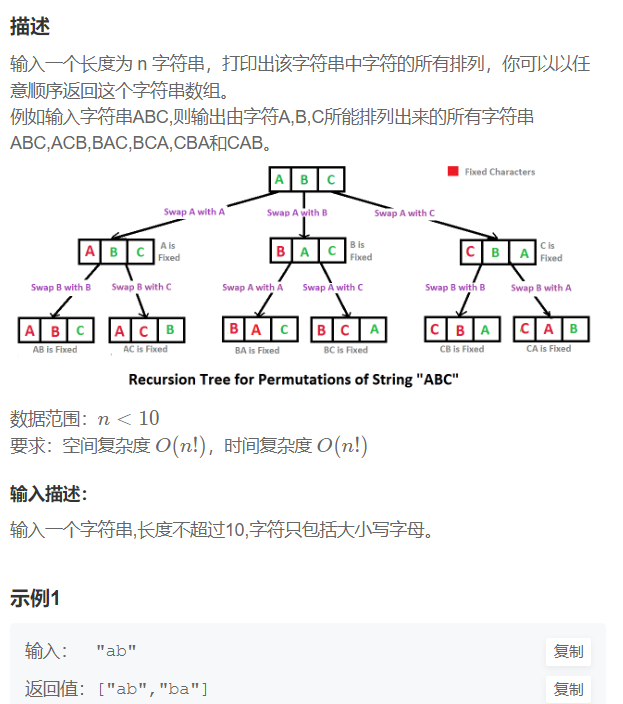 描述
输入一个长度为 n 字符串，打印出该字符串中字符的所有排列，你可以以任
意顺序返回这个字符串数组。
例如输入字符串ABC,则输出由字符A,B,C所能排列出来的所有字符串
ABC,ACB,BAC,BCA,CBA和CAB。
A B C
Fixed Characters
Swap A with A
Swap A with B
Swap A with C
A B C
A is
Fixed
B A C
B is
Fixed
C B A
C is
Fixed
Swap B with B
Swap B with C
Swap A with A
Swap A with C
Swap B with B
Swap B with A
A B C
A C B
B A C
B C A
C B A
C A B
AB is Fixed
AC is Fixed
BA is Fixed
BC is Fixed
CB is Fixed
CA is Fixed
Recursion Tree for Permutations of String "ABC"
数据范围：n < 10
要求：空间复杂度 O(n!)，时间复杂度 O(n!)
输入描述：
输入一个字符串,长度不超过10,字符只包括大小写字母。
示例1
输入： "ab"
复制
返回值：["ab","ba"]
复制